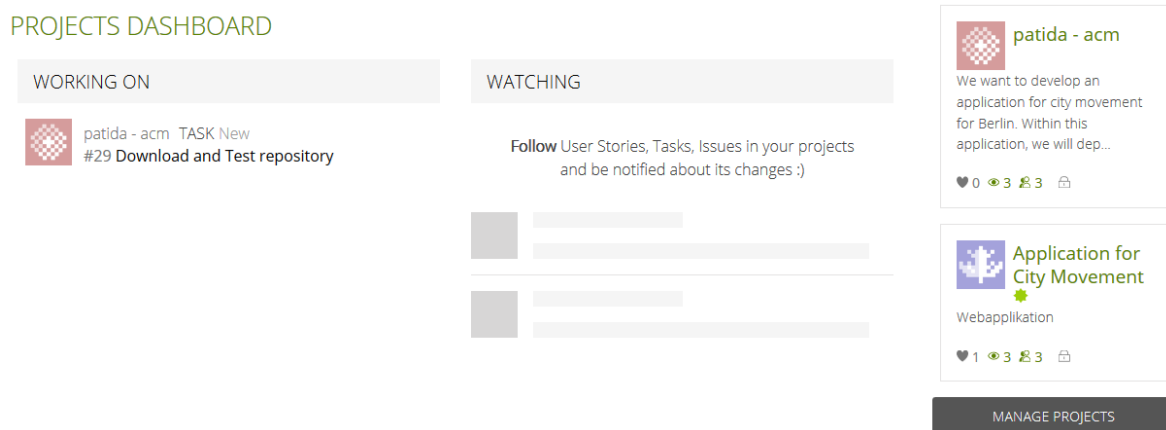 PROJECTS DASHBOARD
WORKING ON
patida - acm TASK New
#29 Download and Test repository
WATCHING
Follow User Stories, Tasks, Issues in your projects
and be notified about its changes :)
patida - acm
We want to develop an
application for city movement
for Berlin. Within this
application, we will dep...
0 3 3
Application for
City Movement
Webapplikation
1 3 3
MANAGE PROJECTS